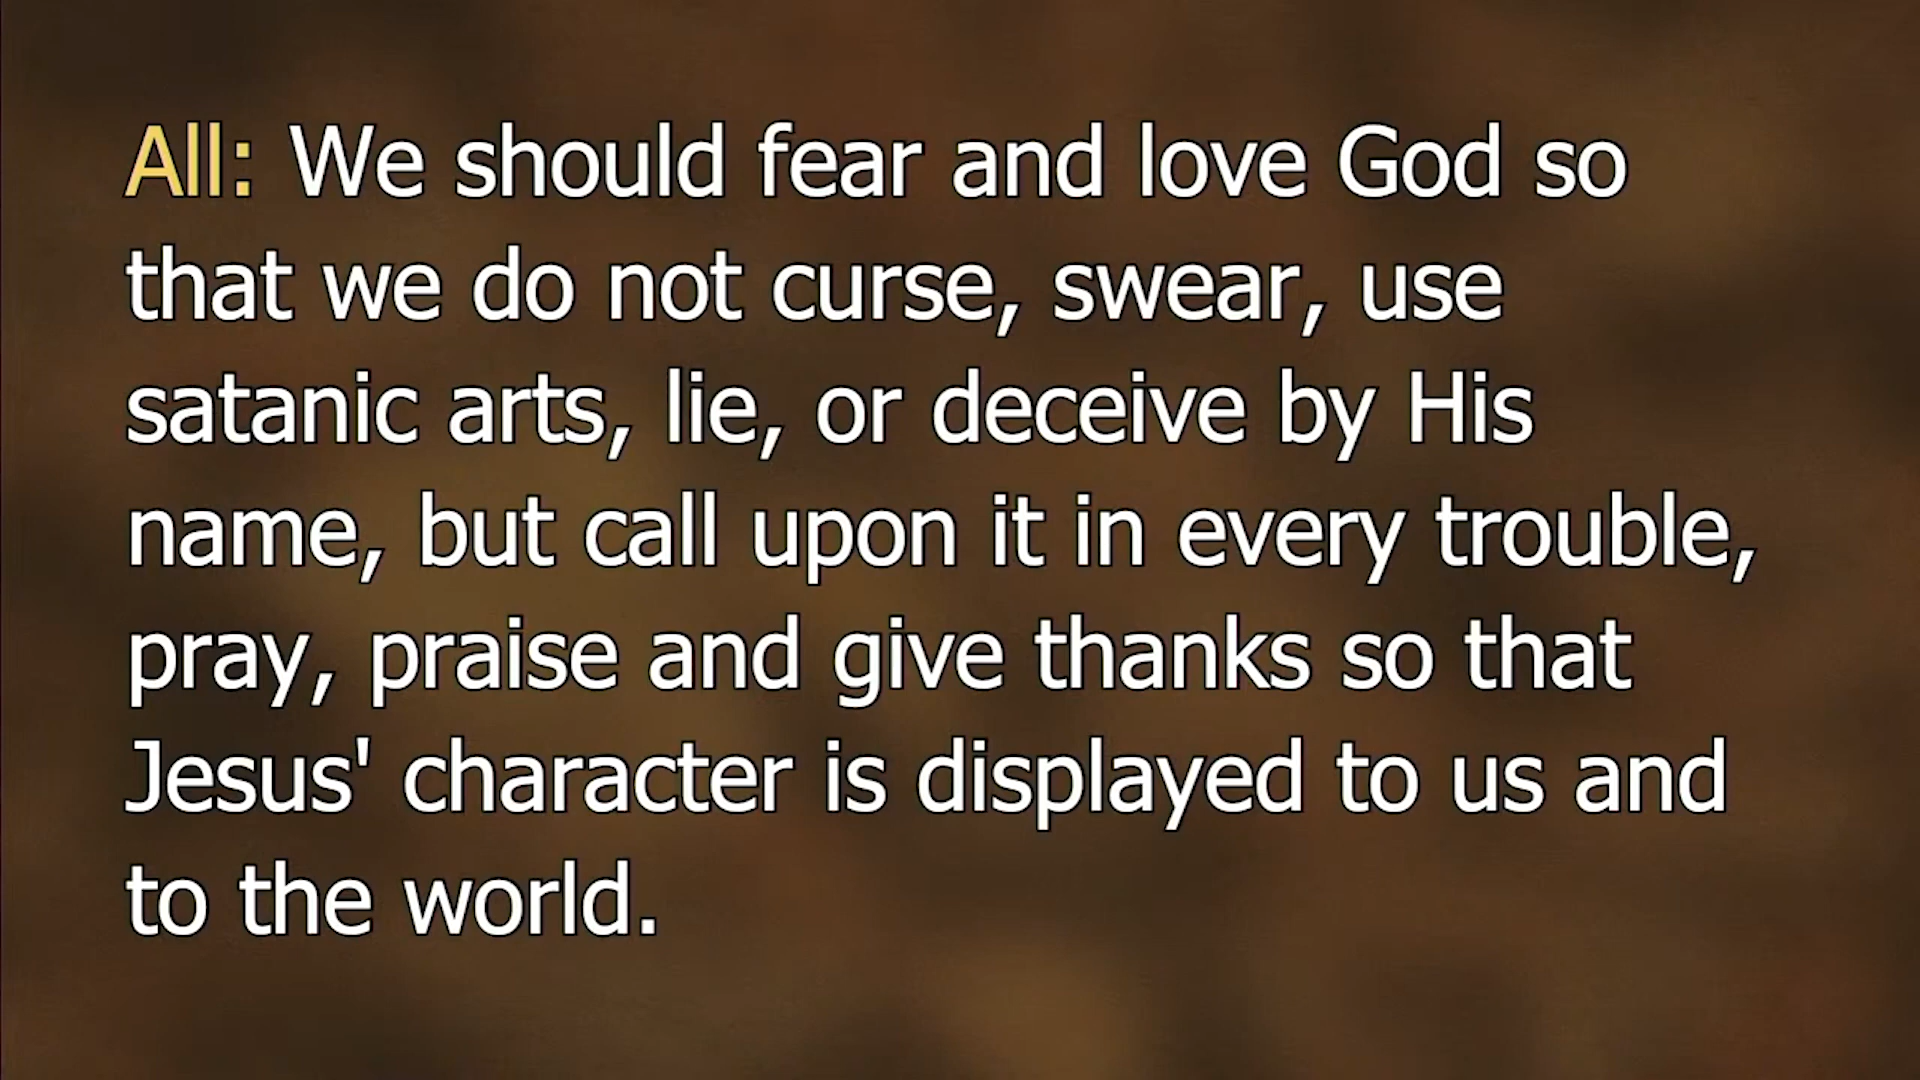 All: We should fear and love God so
that we do not curse, swear, use
satanic arts, lie, or deceive by His
name, but call upon it in every trouble,
pray, praise and give thanks so that
Jesus' character is displayed to us and
to the world.